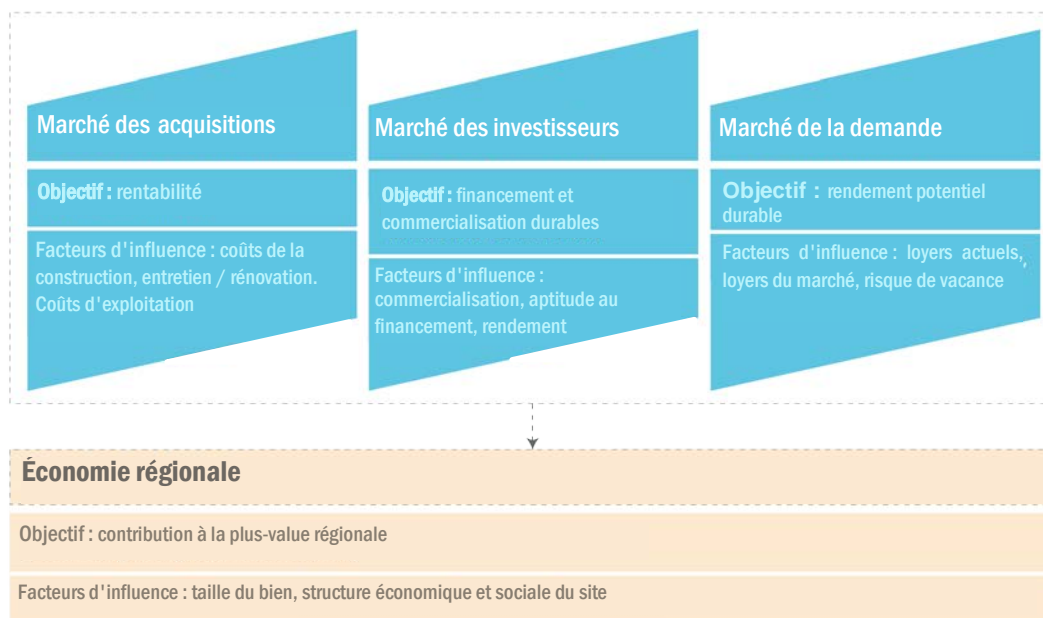 Marché des acquisitions
Objectif : rentabilité
Facteurs d'influence : coûts de la
construction, entretien / rénovation.
Coûts d'exploitation
Marché des investisseurs
Objectif : financement et
commercialisation durables
Facteurs d'influence :
commercialisation, aptitude au
financement, rendement
Marché de la demande
Objectif : rendement potentiel
durable
Facteurs d'influence : loyers actuels,
loyers du marché, risque de vacance
Économie régionale
Objectif : contribution à la plus-value régionale
Facteurs d'influence : taille du bien, structure économique et sociale du site